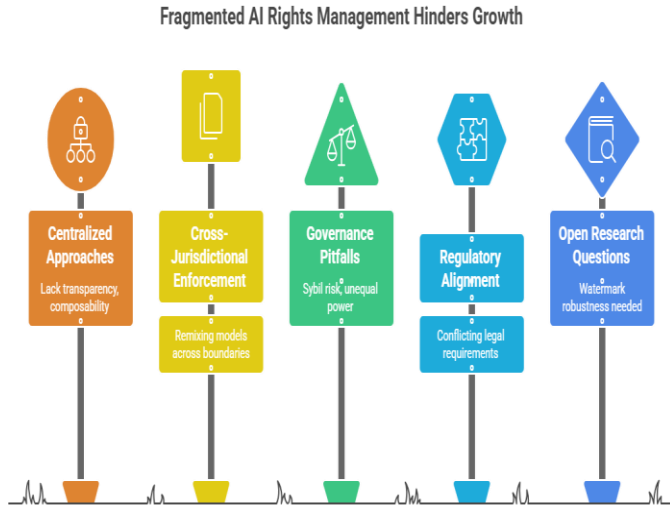 Fragmented AI Rights Management Hinders Growth
Centralized
Approaches
Lack transparency,
composability
Cross-
Jurisdictional
Enforcement
Remixing models
across boundaries
Governance
Pitfalls
Sybil risk, unequal
power
Regulatory
Alignment
Conflicting legal
requirements
Open Research
Questions
Watermark
robustness needed